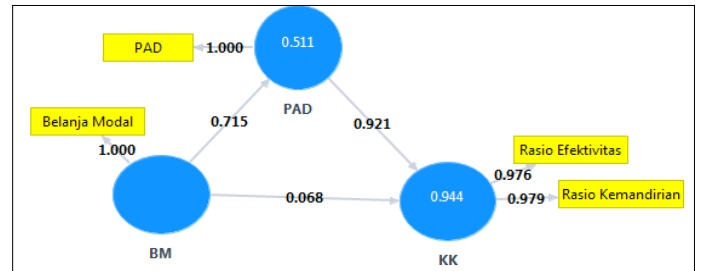 PAD
1.000
0.511
PAD
Belanja Modal
1.000
0.715
0.921
BM
0.068
0.944
KK
0.976
Rasio Efektivitas
0.979
Rasio Kemandirian